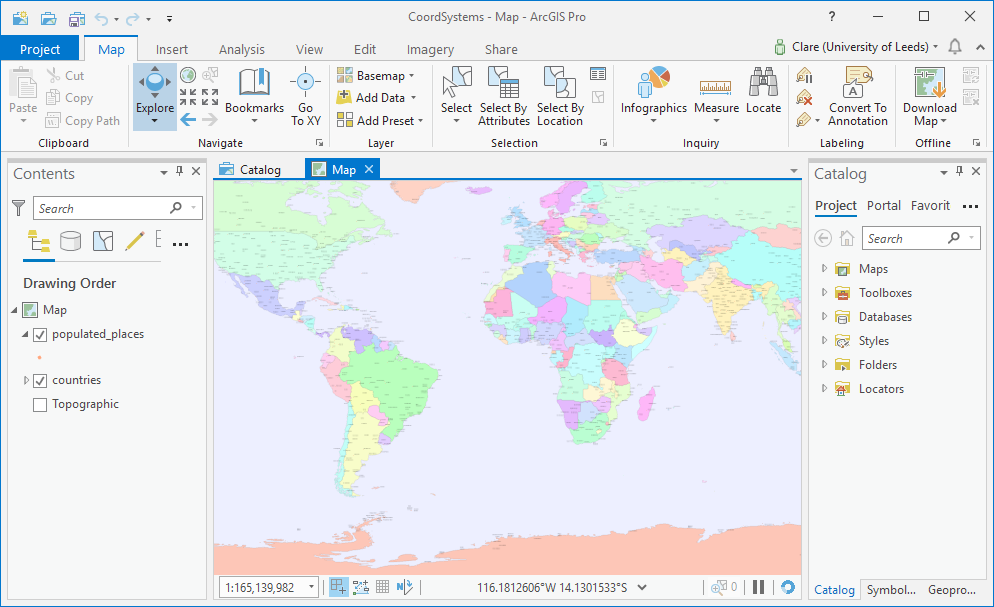 CoordSystems - Map - ArcGIS Pro
?
Project Map Insert Analysis View Edit Imagery Share
Clare (University of Leeds)
Paste
Cut
Copy
Copy Path
Clipboard
Explore
Bookmarks
Go
To XY
Navigate
Basemap
Add Data
Add Preset
Layer
Select
Select By
Attributes
Select By
Location
Selection
Infographics
Measure
Locate
Inquiry
A
Convert To
Annotation
Labeling
Download
Map
Offline
Contents
Search
Drawing Order
Map
populated_places
countries
Topographic
Catalog
Map
1:165,139,982
116.1812606°W 14.1301533°S
0
Catalog
Project Portal Favorit
Search
Maps
Toolboxes
Databases
Styles
Folders
Locators
Catalog Symbol... Geopro...